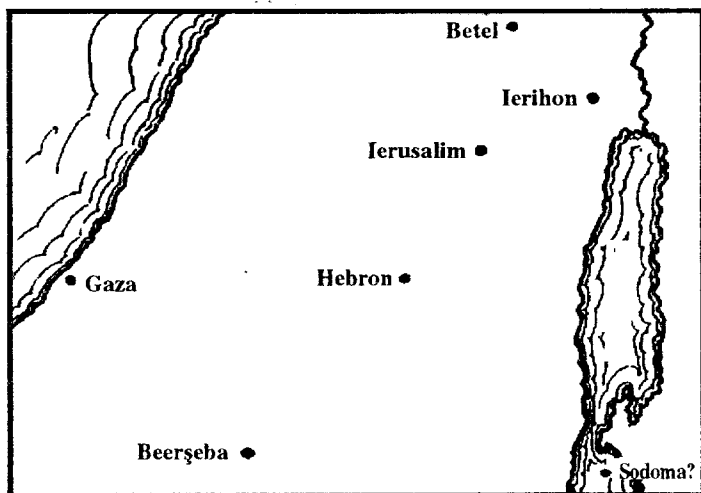 Betel
Ierihon
Ierusalim
Gaza
Hebron
Beerşeba
Sodoma?